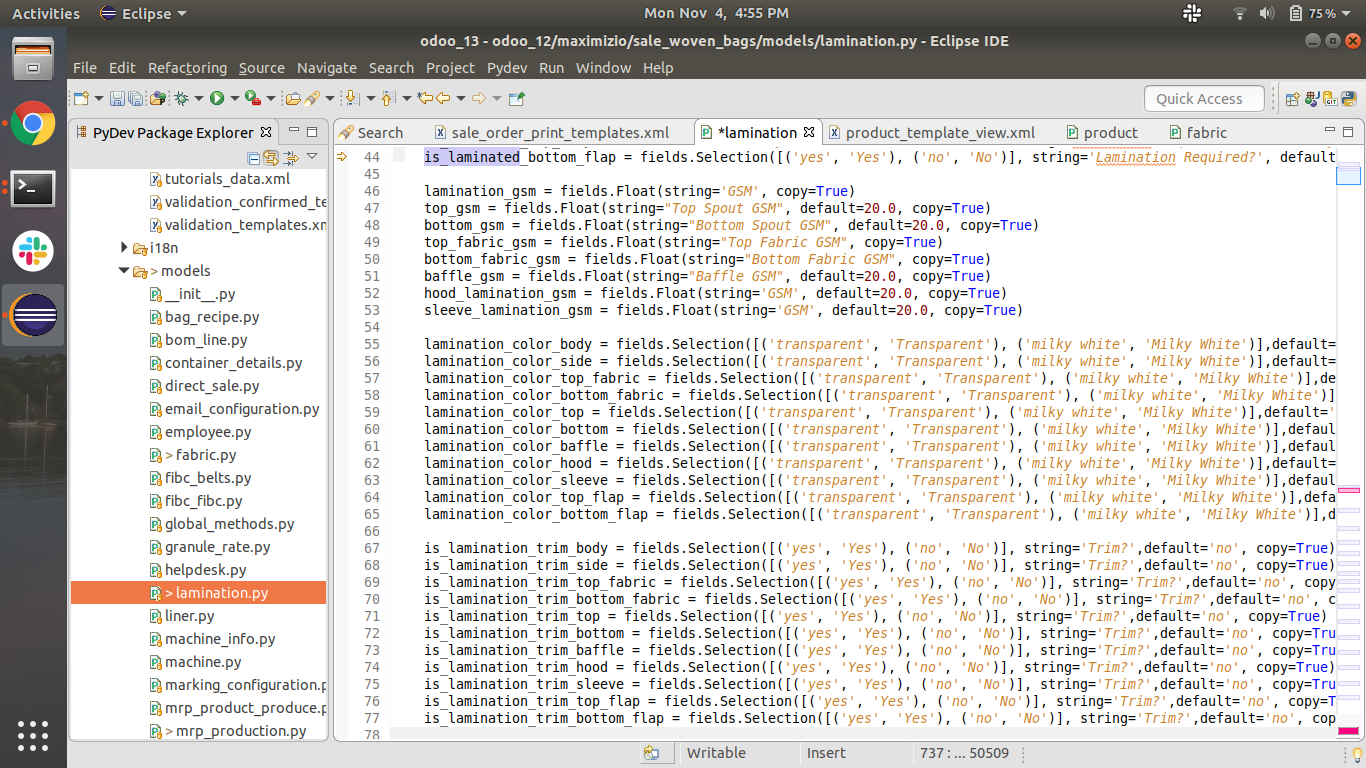 Activities Eclipse Mon Nov 4, 4:55 PM 75%
odoo_13 - odoo_12/maximizio/sale_woven_bags/models/lamination.py - Eclipse IDE
File Edit Refactoring Source Navigate Search Project Pydev Run Window Help
Quick Access
PyDev Package Explorer
Search sale_order_print_templates.xml *lamination product_template_view.xml product fabric
tutorials_data.xml
validation_confirmed_te
validation_templates.xm
i18n
> models
__init__.py
bag_recipe.py
bom_line.py
container_details.py
direct_sale.py
email_configuration.py
employee.py
> fabric.py
fibc_belts.py
fibc_fibc.py
global_methods.py
granule_rate.py
helpdesk.py
> lamination.py
liner.py
machine_info.py
machine.py
marking_configuration.p
mrp_product_produce.p
> mrp_production.py
44 is_laminated_bottom_flap = fields.Selection([('yes', 'Yes'), ('no', 'No')], string='Lamination Required?', default
45
46 lamination_gsm = fields.Float(string='GSM', copy=True)
47 top_gsm = fields.Float(string="Top Spout GSM", default=20.0, copy=True)
48 bottom_gsm = fields.Float(string="Bottom Spout GSM", default=20.0, copy=True)
49 top_fabric_gsm = fields.Float(string="Top Fabric GSM", copy=True)
50 bottom_fabric_gsm = fields.Float(string="Bottom Fabric GSM", copy=True)
51 baffle_gsm = fields.Float(string="Baffle GSM", default=20.0, copy=True)
52 hood_lamination_gsm = fields.Float(string='GSM', default=20.0, copy=True)
53 sleeve_lamination_gsm = fields.Float(string='GSM', default=20.0, copy=True)
54
55 lamination_color_body = fields.Selection([('transparent', 'Transparent'), ('milky white', 'Milky White')],default=
56 lamination_color_side = fields.Selection([('transparent', 'Transparent'), ('milky white', 'Milky White')],default=
57 lamination_color_top_fabric = fields.Selection([('transparent', 'Transparent'), ('milky white', 'Milky White')],de
58 lamination_color_bottom_fabric = fields.Selection([('transparent', 'Transparent'), ('milky white', 'Milky White')]
59 lamination_color_top = fields.Selection([('transparent', 'Transparent'), ('milky white', 'Milky White')],default='
60 lamination_color_bottom = fields.Selection([('transparent', 'Transparent'), ('milky white', 'Milky White')],defaul
61 lamination_color_baffle = fields.Selection([('transparent', 'Transparent'), ('milky white', 'Milky White')],defaul
62 lamination_color_hood = fields.Selection([('transparent', 'Transparent'), ('milky white', 'Milky White')],default=
63 lamination_color_sleeve = fields.Selection([('transparent', 'Transparent'), ('milky white', 'Milky White')],defaul
64 lamination_color_top_flap = fields.Selection([('transparent', 'Transparent'), ('milky white', 'Milky White')],defa
65 lamination_color_bottom_flap = fields.Selection([('transparent', 'Transparent'), ('milky white', 'Milky White')],d
66
67 is_lamination_trim_body = fields.Selection([('yes', 'Yes'), ('no', 'No')], string='Trim?',default='no', copy=True)
68 is_lamination_trim_side = fields.Selection([('yes', 'Yes'), ('no', 'No')], string='Trim?',default='no', copy=True)
69 is_lamination_trim_top_fabric = fields.Selection([('yes', 'Yes'), ('no', 'No')], string='Trim?',default='no', copy
70 is_lamination_trim_bottom_fabric = fields.Selection([('yes', 'Yes'), ('no', 'No')], string='Trim?',default='no', c
71 is_lamination_trim_top = fields.Selection([('yes', 'Yes'), ('no', 'No')], string='Trim?',default='no', copy=True)
72 is_lamination_trim_bottom = fields.Selection([('yes', 'Yes'), ('no', 'No')], string='Trim?',default='no', copy=Tru
73 is_lamination_trim_baffle = fields.Selection([('yes', 'Yes'), ('no', 'No')], string='Trim?',default='no', copy=Tru
74 is_lamination_trim_hood = fields.Selection([('yes', 'Yes'), ('no', 'No')], string='Trim?',default='no', copy=True)
75 is_lamination_trim_sleeve = fields.Selection([('yes', 'Yes'), ('no', 'No')], string='Trim?',default='no', copy=Tru
76 is_lamination_trim_top_flap = fields.Selection([('yes', 'Yes'), ('no', 'No')], string='Trim?',default='no', copy=T
77 is_lamination_trim_bottom_flap = fields.Selection([('yes', 'Yes'), ('no', 'No')], string='Trim?',default='no', cop
78
Writable Insert 737 : ... 50509